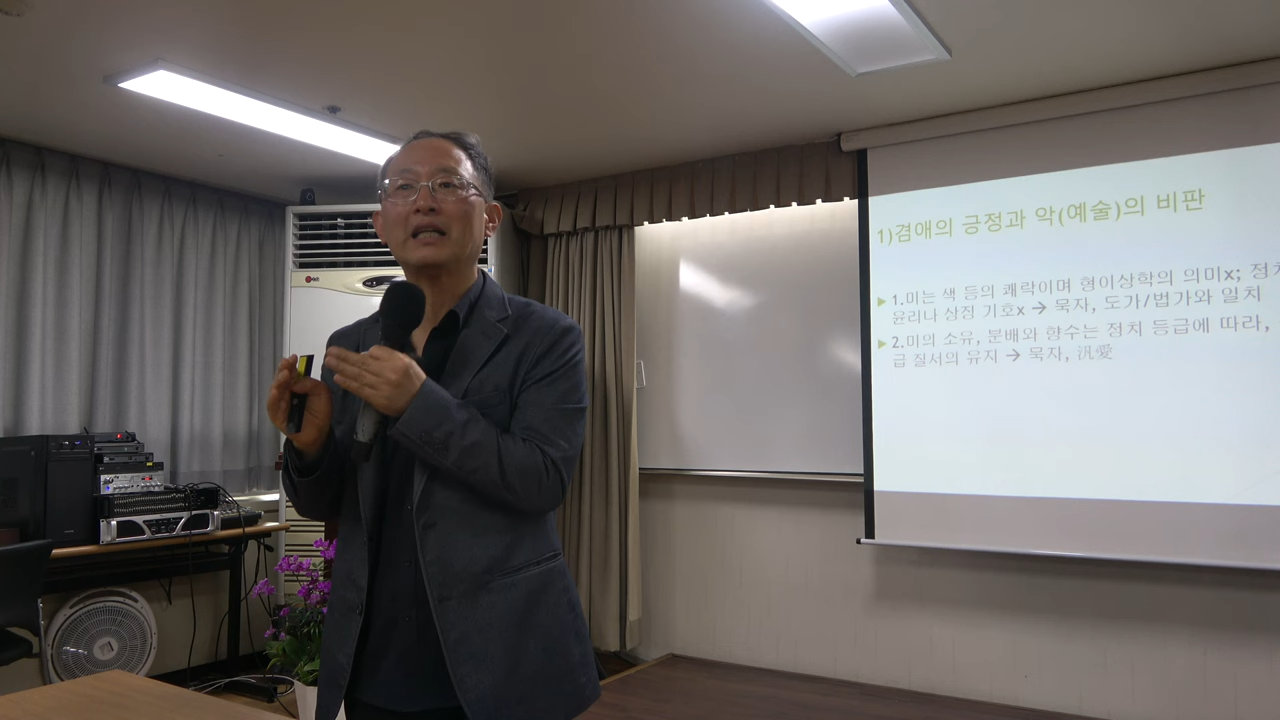 1)겸애의 긍정과 악(예술)의 비판
1.미는 색 등의 쾌락이며 형이상학의 의미x; 정치
윤리나 상징 기호x → 묵자, 도가/법가와 일치
2.미의 소유, 분배와 향수는 정치 등급에 따라,
급 질서의 유지 → 묵자, 汎愛